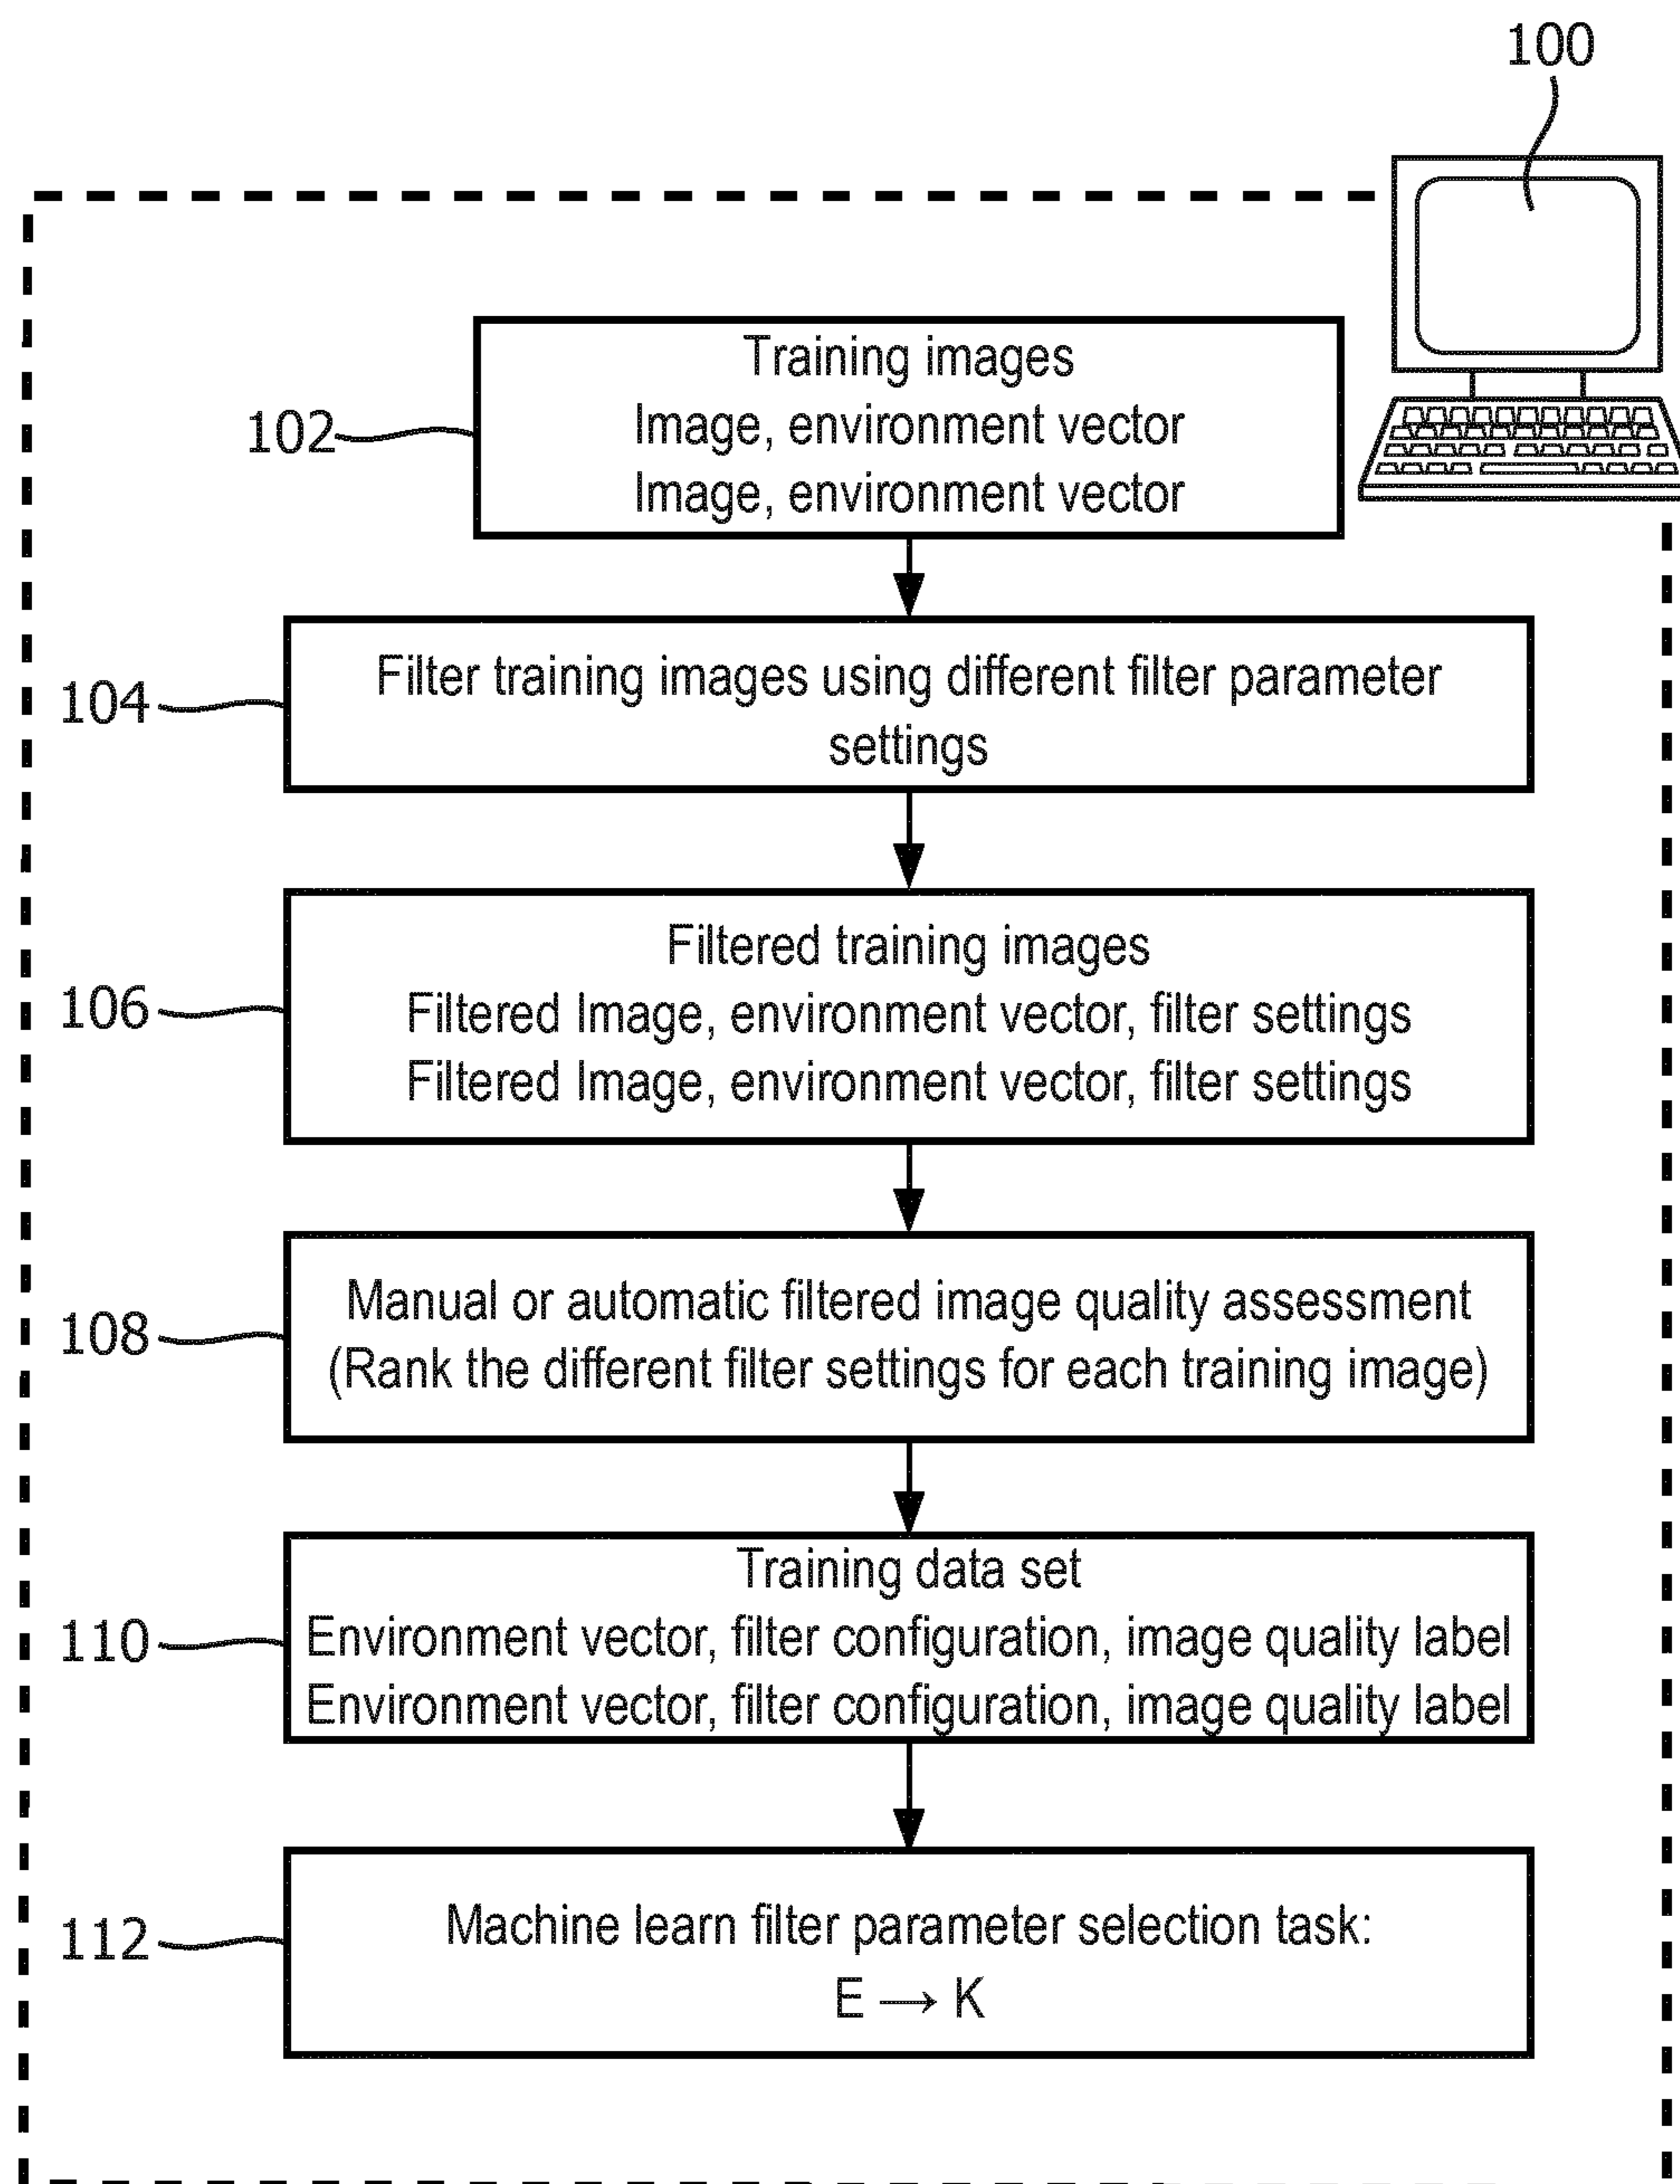 100
102
Training images
Image, environment vector
Image, environment vector
104
Filter training images using different filter parameter
settings
106
Filtered training images
Filtered Image, environment vector, filter settings
Filtered Image, environment vector, filter settings
108
Manual or automatic filtered image quality assessment
(Rank the different filter settings for each training image)
110
Training data set
Environment vector, filter configuration, image quality label
Environment vector, filter configuration, image quality label
112
Machine learn filter parameter selection task:
E → K